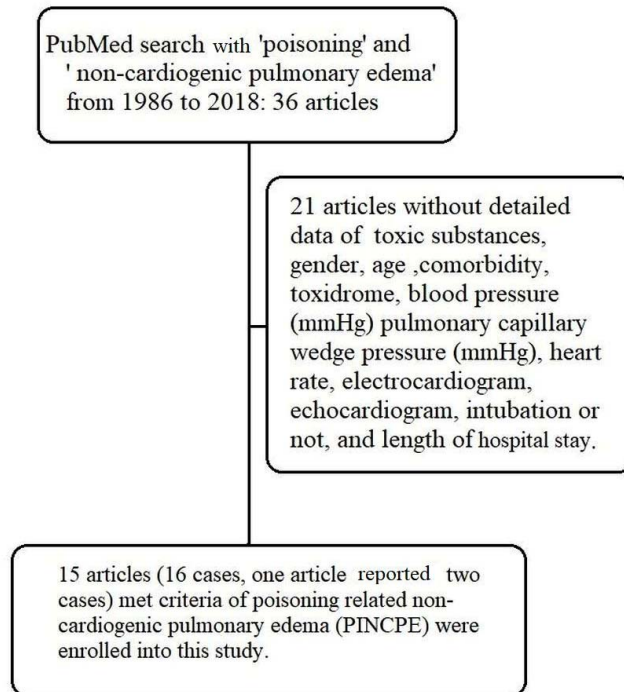 PubMed search with 'poisoning' and
' non-cardiogenic pulmonary edema'
from 1986 to 2018: 36 articles
21 articles without detailed
data of toxic substances,
gender, age ,comorbidity,
toxidrome, blood pressure
(mmHg) pulmonary capillary
wedge pressure (mmHg), heart
rate, electrocardiogram,
echocardiogram, intubation or
not, and length of hospital stay.
15 articles (16 cases, one article reported two
cases) met criteria of poisoning related non-
cardiogenic pulmonary edema (PINCPE) were
enrolled into this study.